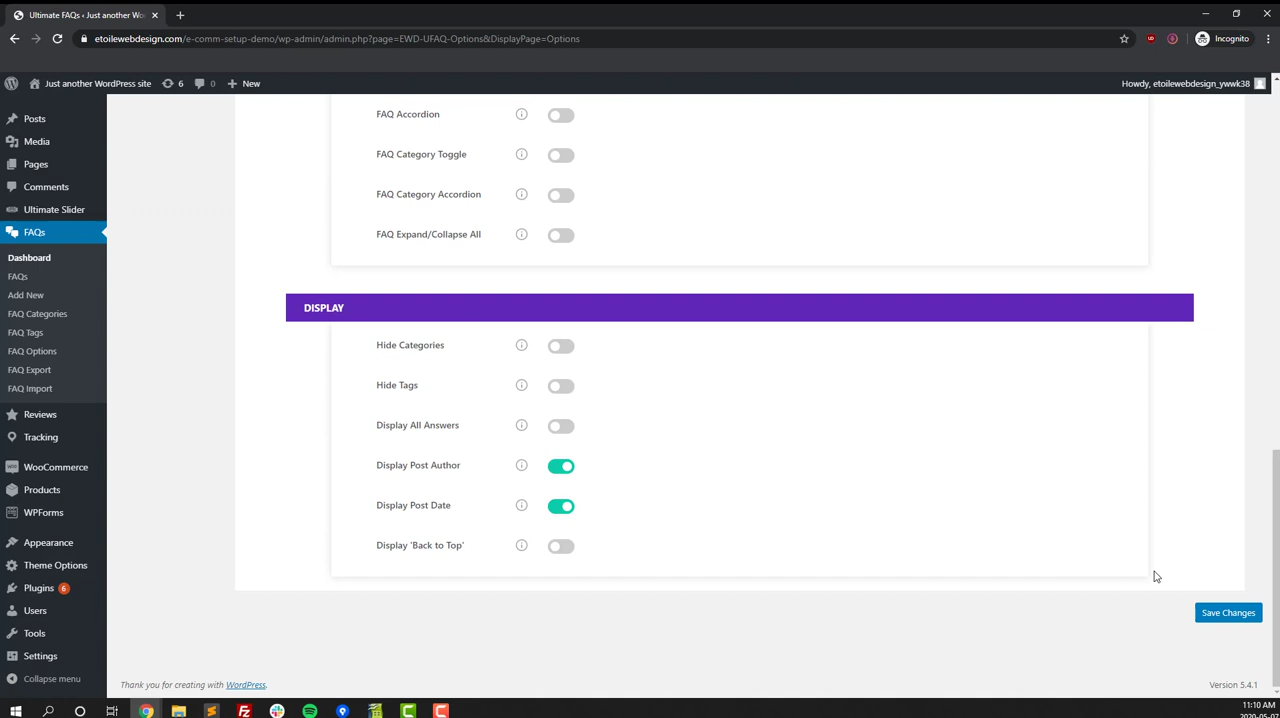 Ultimate FAQs ‹ Just another Wo
etoilewebdesign.com/e-comm-setup-demo/wp-admin/admin.php?page=EWD-UFAQ-Options&DisplayPage=Options
Incognito
Just another WordPress site
6
0
New
Howdy, etoilewebdesign_ywwk38
Posts
Media
Pages
Comments
Ultimate Slider
FAQs
Dashboard
FAQs
Add New
FAQ Categories
FAQ Tags
FAQ Options
FAQ Export
FAQ Import
Reviews
Tracking
WooCommerce
Products
WPForms
Appearance
Theme Options
Plugins 6
Users
Tools
Settings
Collapse menu
FAQ Accordion
FAQ Category Toggle
FAQ Category Accordion
FAQ Expand/Collapse All
DISPLAY
Hide Categories
Hide Tags
Display All Answers
Display Post Author
Display Post Date
Display 'Back to Top'
Save Changes
Thank you for creating with WordPress.
Version 5.4.1
11:10 AM
2020-05-07